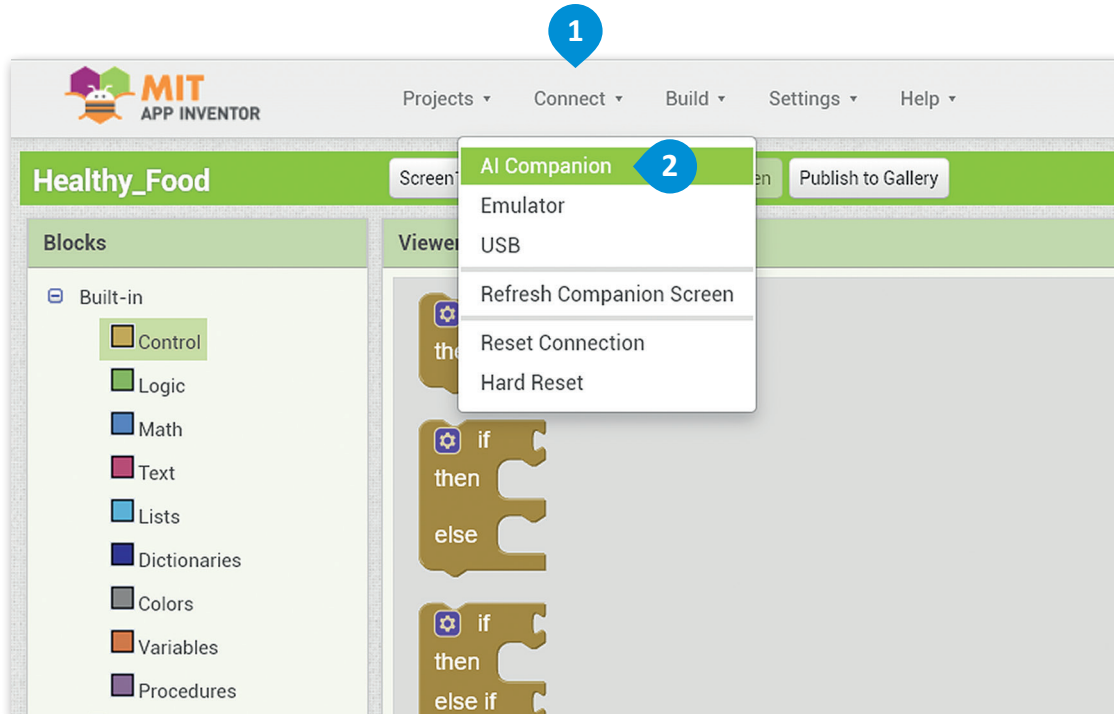 1
MIT
APP INVENTOR
Projects Connect Build Settings Help
Healthy_Food
Screen
Publish to Gallery
AI Companion
2
Emulator
USB
Refresh Companion Screen
Reset Connection
Hard Reset
Blocks
Viewer
Built-in
Control
Logic
Math
Text
Lists
Dictionaries
Colors
Variables
Procedures
if
then
else
if
then
else if